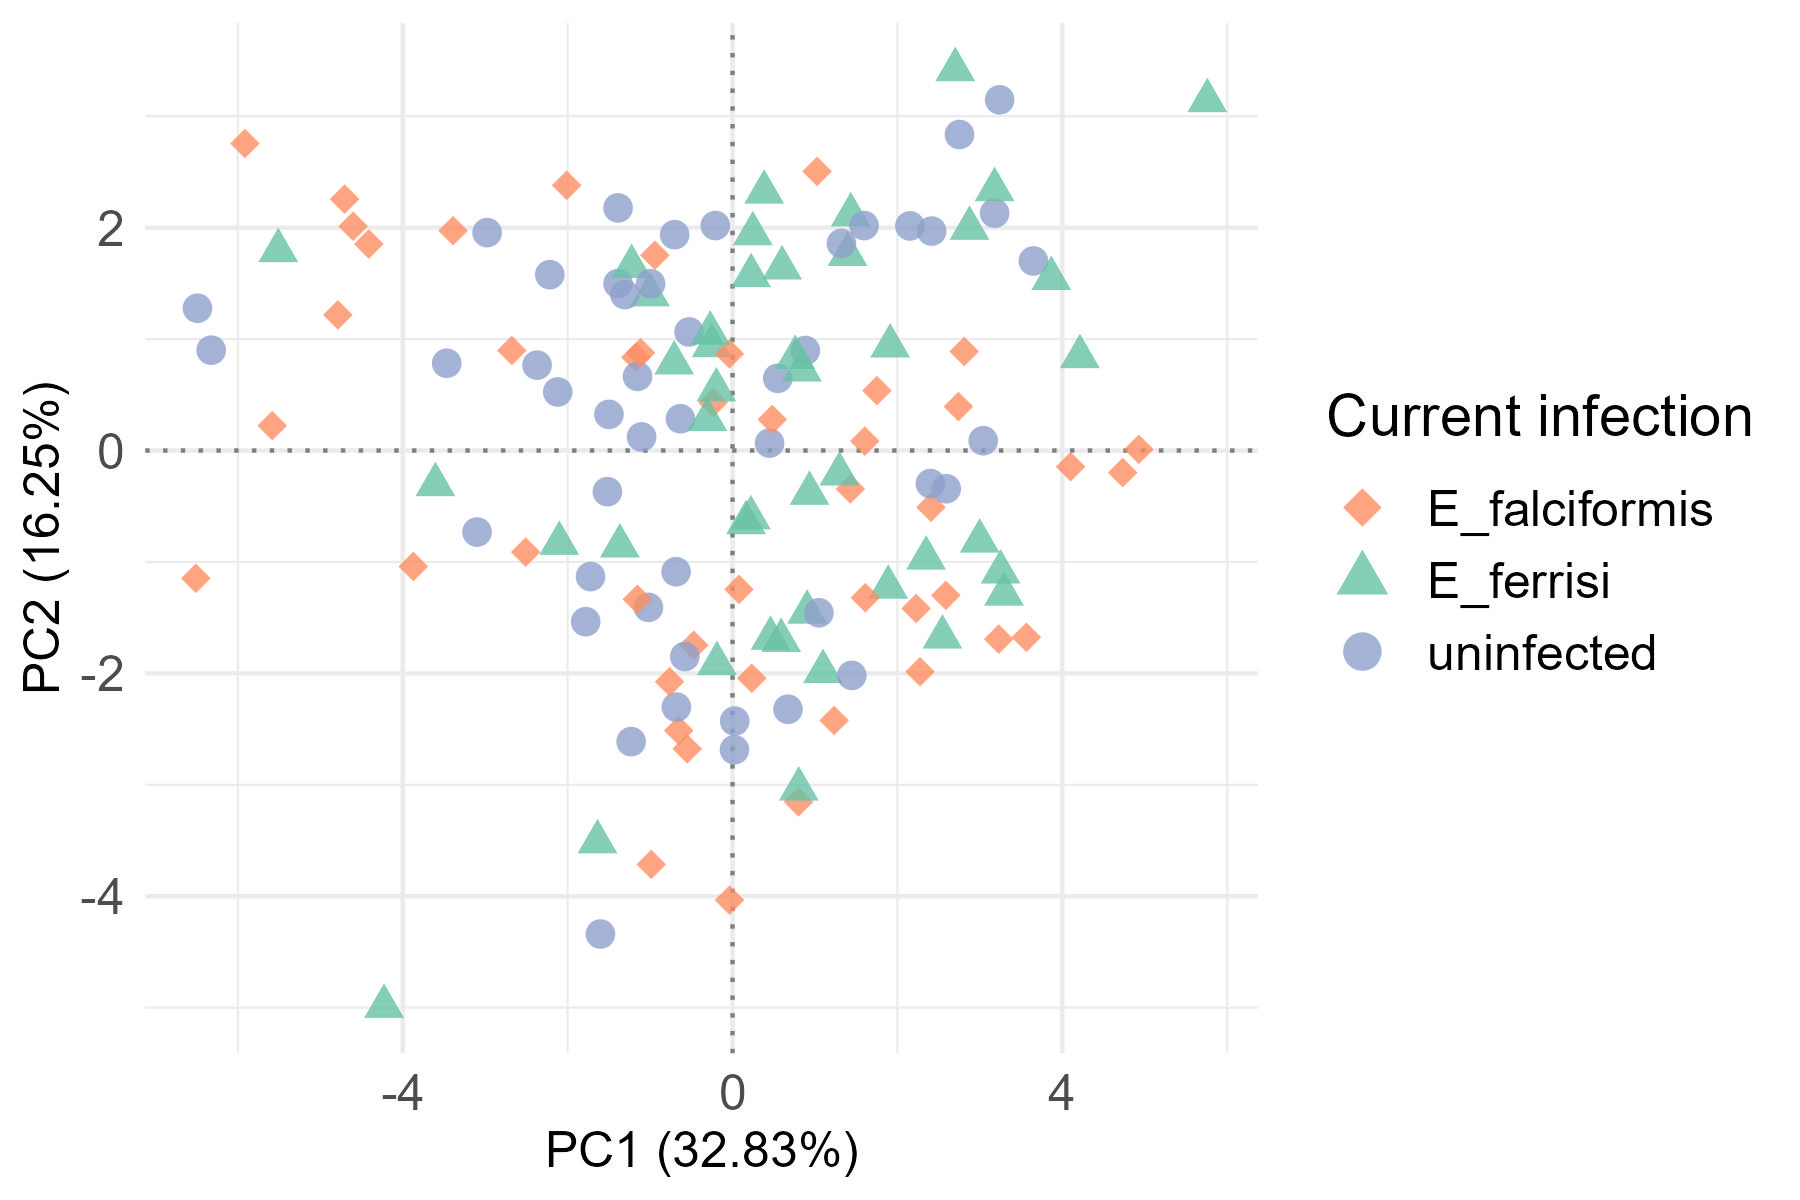 2
0
-2
-4
PC2 (16.25%)
-4
0
4
PC1 (32.83%)
Current infection
E_falciformis
E_ferrisi
uninfected